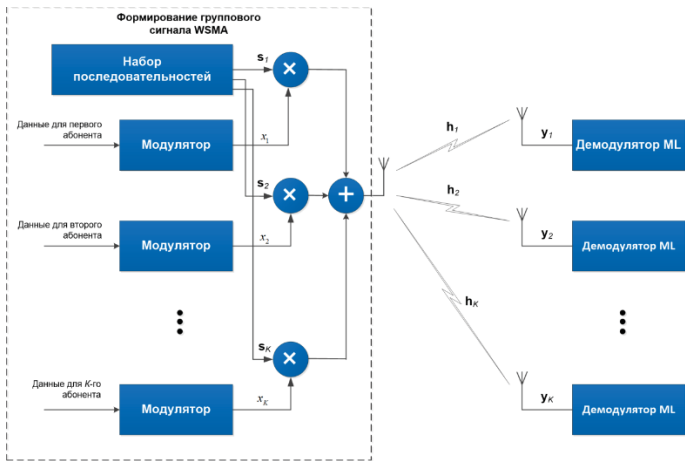 Формирование группового
сигнала WSMA
Набор
последовательностей
s1
Данные для первого
абонента
Модулятор
x1
h1
y1
Демодулятор ML
s2
h2
Данные для второго
абонента
Модулятор
x2
y2
Демодулятор ML
hK
sK
Данные для K-го
абонента
Модулятор
xK
yK
Демодулятор ML